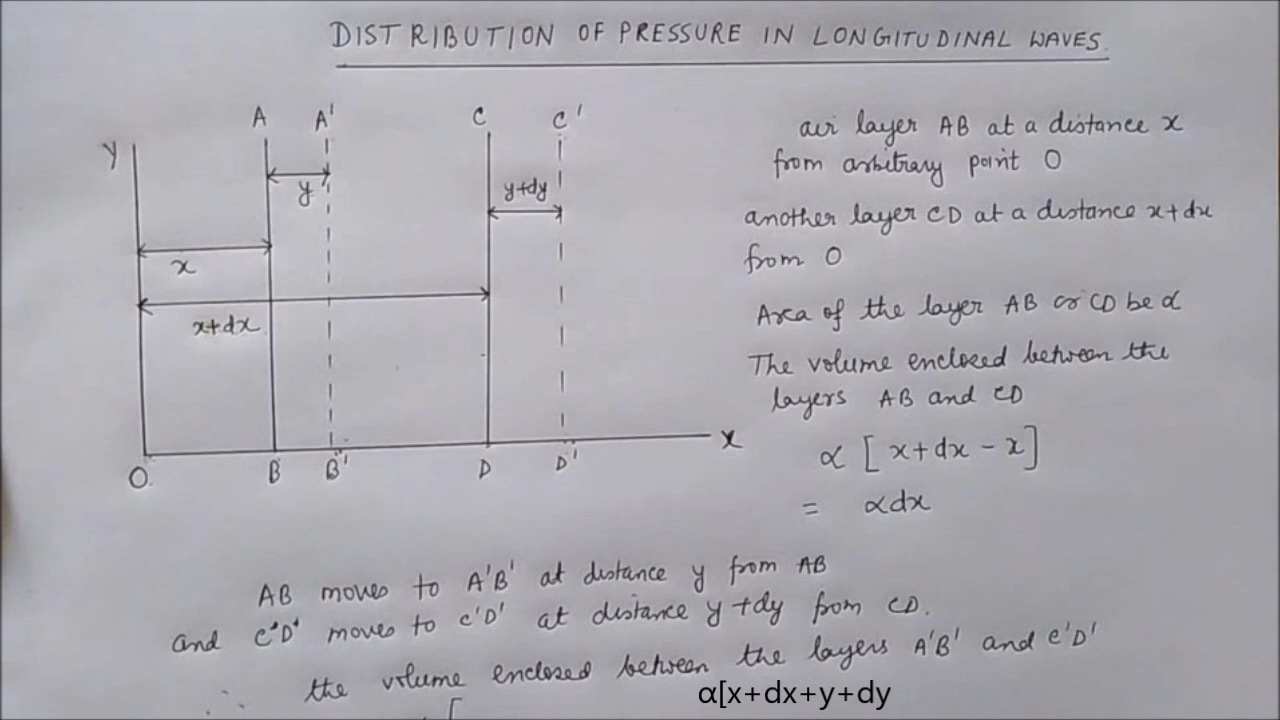 DISTRIBUTION OF PRESSURE IN LONGITUDINAL WAVES.
A A' C C'
y
y
y+dy
x
x+dx
O. B B' D D' X
air layer AB at a distance x
from arbitrary point O
another layer CD at a distance x+dx
from O
Area of the layer AB or CD be α
The volume enclosed between the
layers AB and CD
α [x+dx - x]
= αdx
AB moves to A'B' at distance y from AB
and C'D' moves to C'D' at distance y+dy from CD.
∴ the volume enclosed between the layers A'B' and C'D'
α[x+dx+y+dy
[